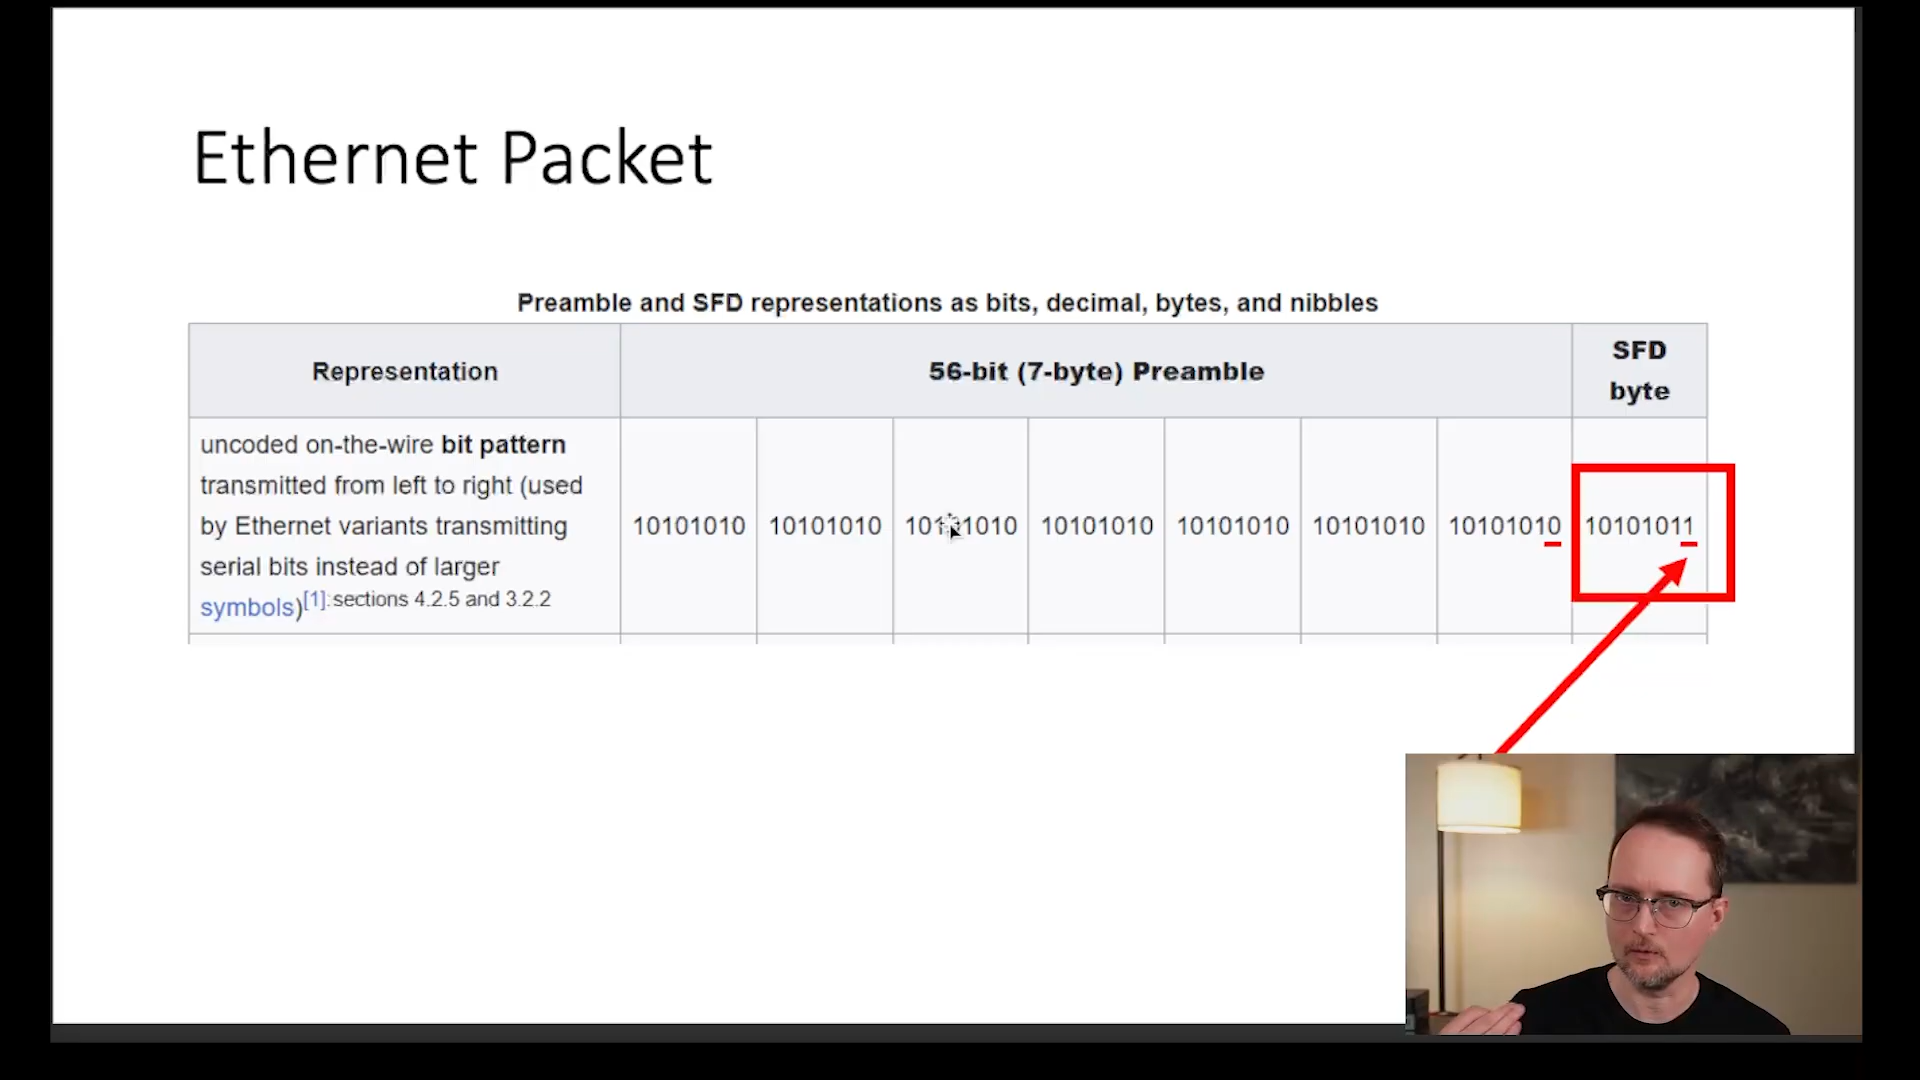 Ethernet Packet
Preamble and SFD representations as bits, decimal, bytes, and nibbles
Representation
56-bit (7-byte) Preamble
SFD
byte
uncoded on-the-wire bit pattern
transmitted from left to right (used
by Ethernet variants transmitting
serial bits instead of larger
symbols)[1]: sections 4.2.5 and 3.2.2
10101010 10101010 10101010 10101010 10101010 10101010 10101010 10101011